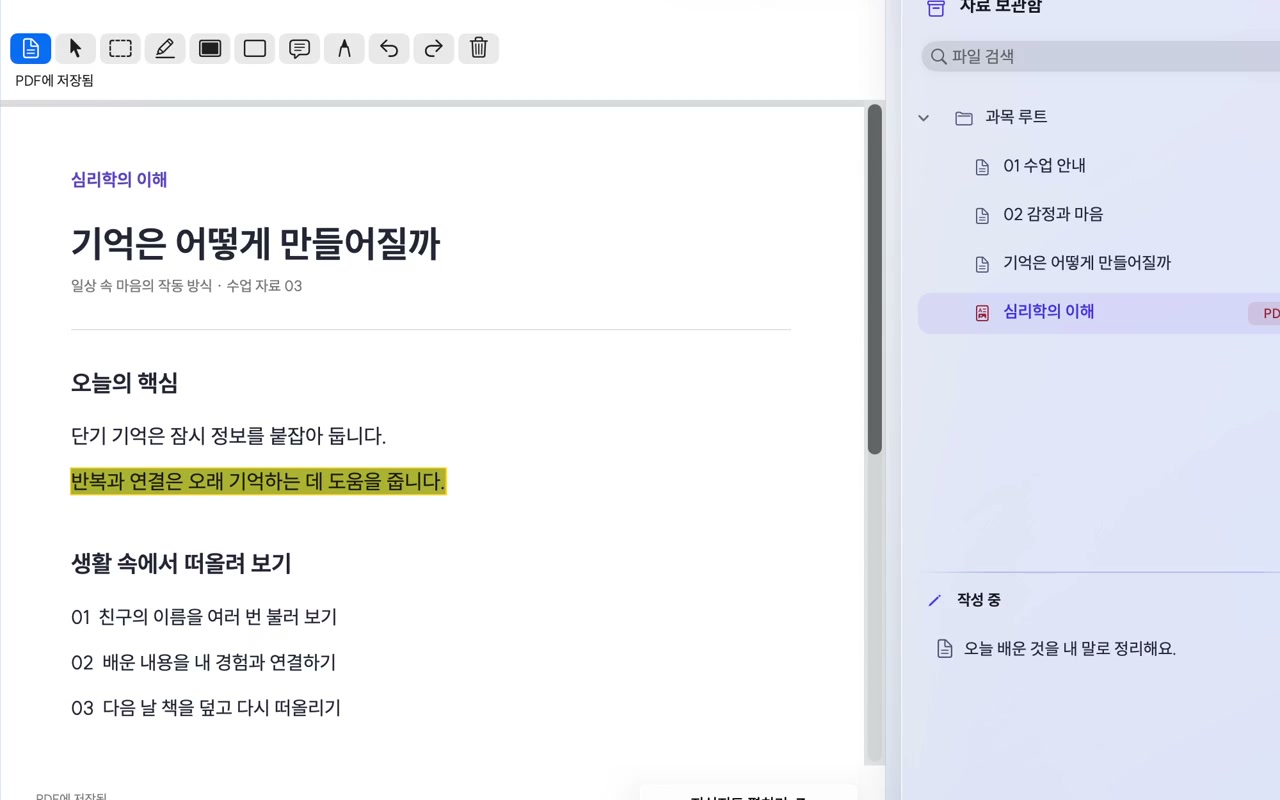 PDF에 저장됨
심리학의 이해
기억은 어떻게 만들어질까
일상 속 마음의 작동 방식 · 수업 자료 03
오늘의 핵심
단기 기억은 잠시 정보를 붙잡아 둡니다.
반복과 연결은 오래 기억하는 데 도움을 줍니다.
생활 속에서 떠올려 보기
01 친구의 이름을 여러 번 불러 보기
02 배운 내용을 내 경험과 연결하기
03 다음 날 책을 덮고 다시 떠올리기
PDF에 저장됨
자료 보관함
파일 검색
과목 루트
01 수업 안내
02 감정과 마음
기억은 어떻게 만들어질까
심리학의 이해
PD
작성 중
오늘 배운 것을 내 말로 정리해요.